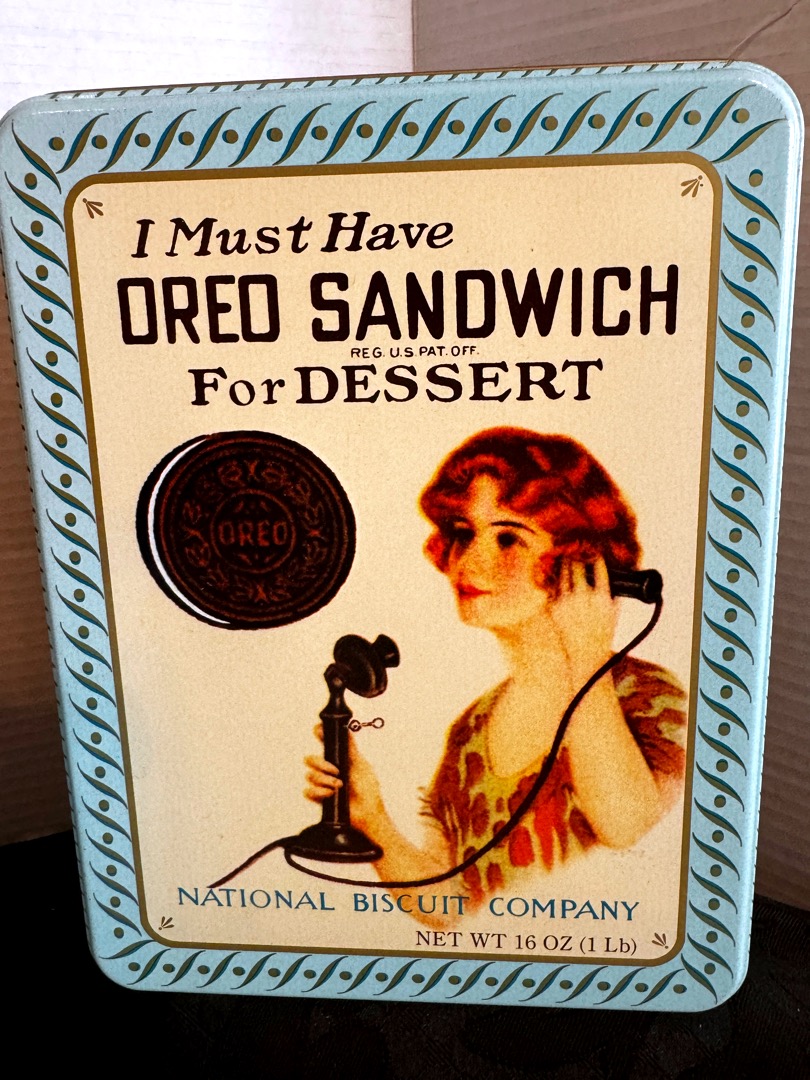 I Must Have
OREO SANDWICH
REG. U.S. PAT. OFF.
For DESSERT
OREO
NATIONAL BISCUIT COMPANY
NET WT 16 OZ (1 Lb)